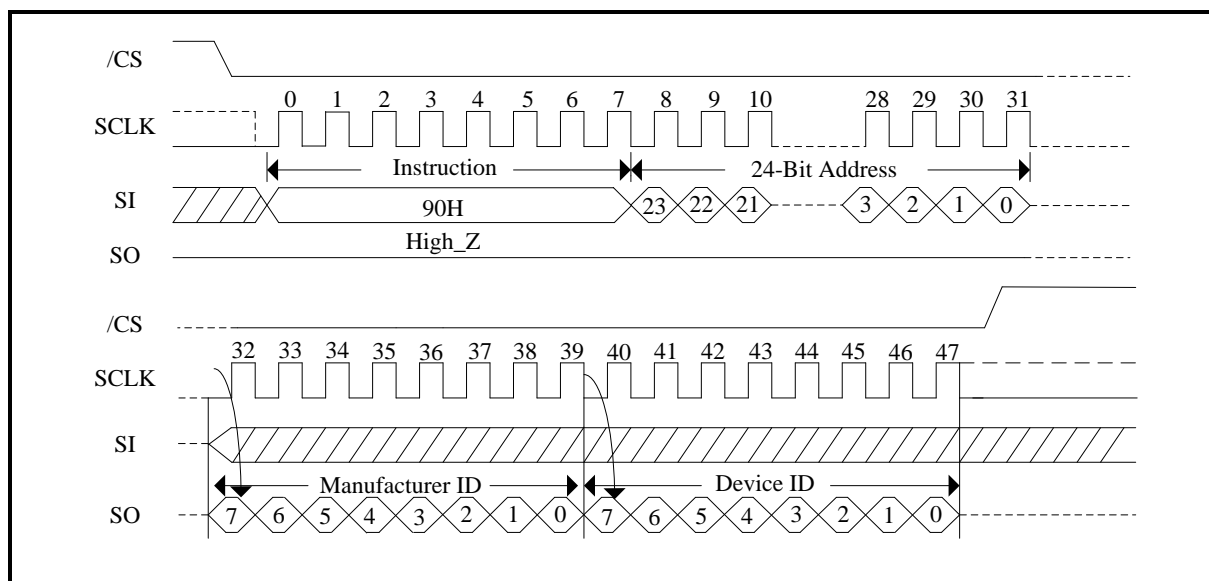 /CS
0 1 2 3 4 5 6 7 8 9 10 28 29 30 31
SCLK
Instruction 24-Bit Address
SI 90H 23 22 21 3 2 1 0
High_Z
SO
/CS
32 33 34 35 36 37 38 39 40 41 42 43 44 45 46 47
SCLK
SI
Manufacturer ID Device ID
SO 7 6 5 4 3 2 1 0 7 6 5 4 3 2 1 0